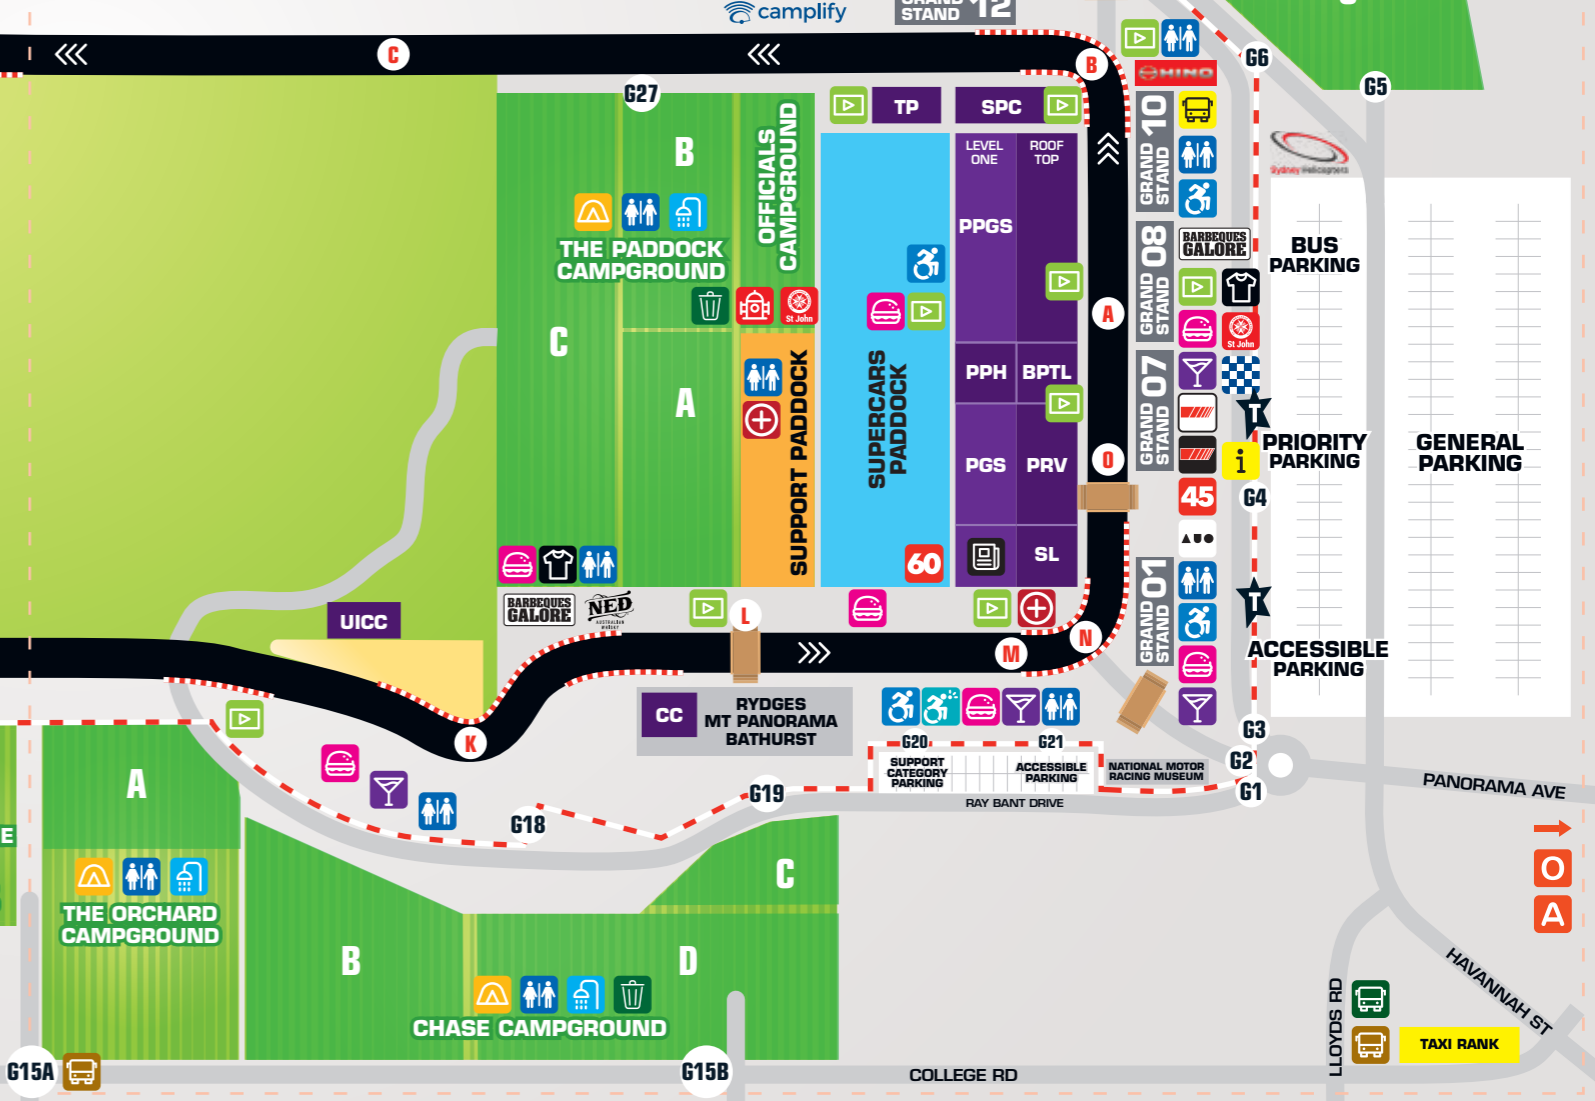 camplify
GRAND
STAND 12
C
B
G6
G5
HINO
G27
TP
SPC
GRAND
STAND 10
B
OFFICIALS
CAMPGROUND
LEVEL
ONE
ROOF
TOP
Sydney Helicopters
THE PADDOCK
CAMPGROUND
PPGS
GRAND
STAND 08
BARBEQUES
GALORE
BUS
PARKING
St John
A
C
St John
SUPPORT PADDOCK
SUPERCARS
PADDOCK
PPH
BPTL
GRAND
STAND 07
T
A
PGS
PRV
O
i
PRIORITY
PARKING
GENERAL
PARKING
45
G4
60
SL
AUO
BARBEQUES
GALORE
NED
AUSTRALIAN
WHISKY
L
GRAND
STAND 01
T
UICC
M
N
ACCESSIBLE
PARKING
CC
RYDGES
MT PANORAMA
BATHURST
K
G20
G21
G3
G2
G1
SUPPORT
CATEGORY
PARKING
ACCESSIBLE
PARKING
NATIONAL MOTOR
RACING MUSEUM
PANORAMA AVE
A
G19
G18
RAY BANT DRIVE
E
C
O
A
THE ORCHARD
CAMPGROUND
B
D
CHASE CAMPGROUND
HAVANNAH ST
LLOYDS RD
TAXI RANK
G15A
G15B
COLLEGE RD